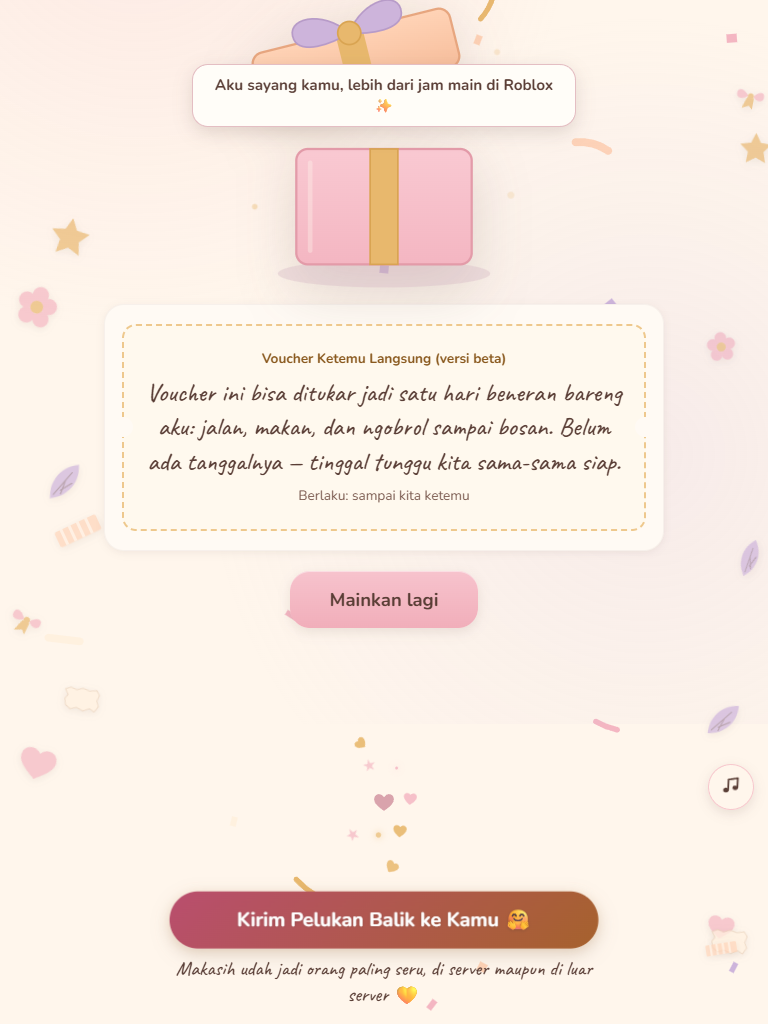 Aku sayang kamu, lebih dari jam main di Roblox
✨
Voucher Ketemu Langsung (versi beta)
Voucher ini bisa ditukar jadi satu hari beneran bareng
aku: jalan, makan, dan ngobrol sampai bosan. Belum
ada tanggalnya — tinggal tunggu kita sama-sama siap.
Berlaku: sampai kita ketemu
Mainkan lagi
Kirim Pelukan Balik ke Kamu 🤗
Makasih udah jadi orang paling seru, di server maupun di luar
server 💛